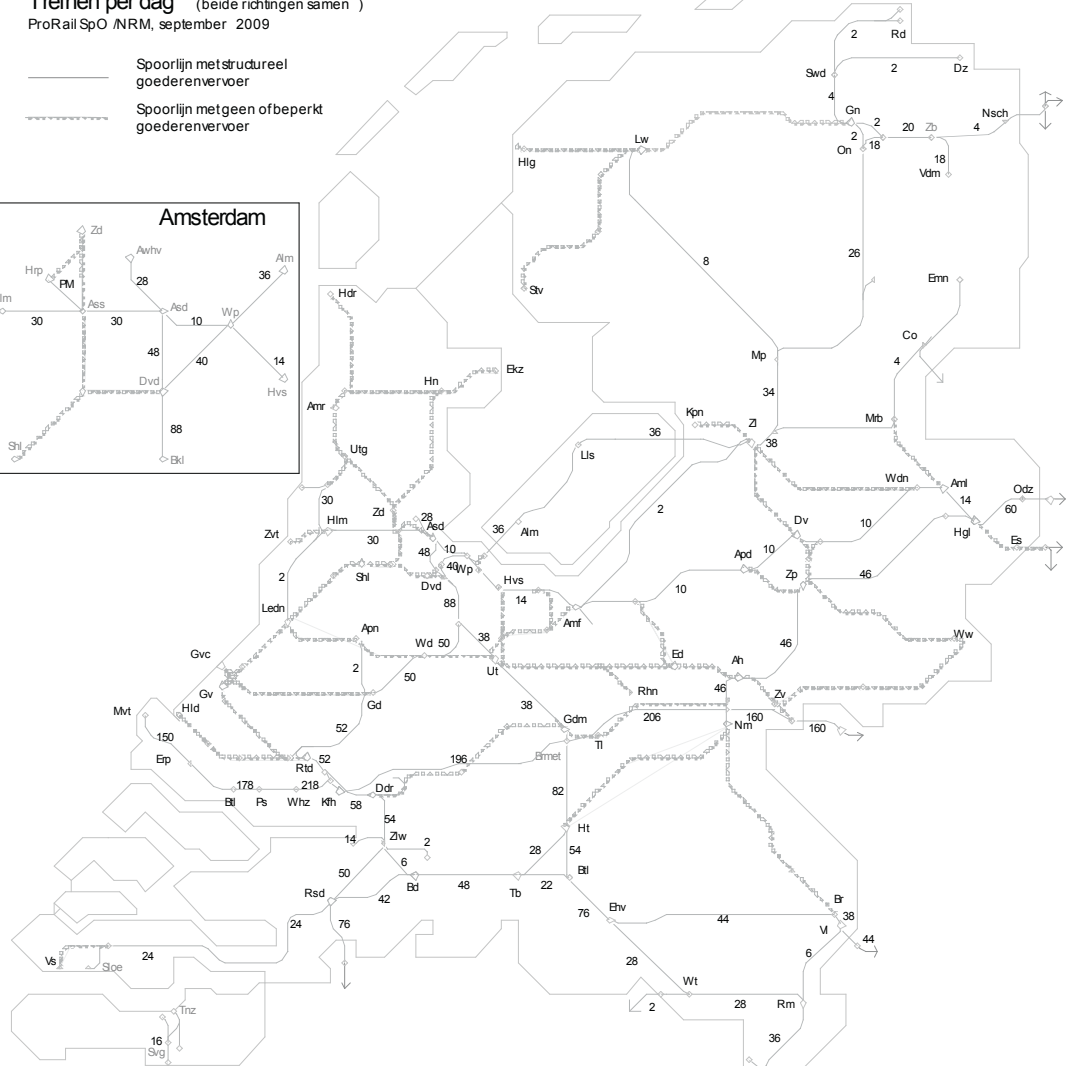 Treinen per dag (beide richtingen samen )
ProRail SpO /NRM, september 2009
Spoorlijn met structureel
goederenvervoer
Spoorlijn met geen of beperkt
goederenvervoer
Amsterdam
Zd
Awhv
Alm
Hrp
PM
28
36
lm
Ass
Asd
Wp
30
30
10
48
40
14
Dvd
Hvs
88
Shl
Bkl
2
Rd
Swd
2
Dz
4
Gn
2
20
Zb
4
Nsch
2
18
On
18
Vdm
Lw
Hlg
8
26
Stv
Emn
Hdr
Co
Mp
4
Ekz
Hn
34
Amr
Kpn
Zl
Mrb
36
38
Utg
Lls
Wdn
Aml
14
Odz
30
2
60
Zd
28
Hlm
Asd
36
Alm
Dv
10
Hgl
Zvt
30
48
10
Es
Apd
10
2
Shl
40
Wp
Zp
46
Dvd
Hvs
10
88
14
Ledn
Amf
Apn
Wd
50
38
46
Ww
Gvc
Ut
Ed
Ah
2
50
Gv
Rhn
46
Zv
Gd
Mvt
Hld
38
Gdm
206
160
160
150
52
Nm
Tl
Erp
52
196
Brmet
Rtd
178
218
Ddr
82
Btl
Ps
Whz
Kfh
58
54
Ht
14
Zlw
2
28
54
50
6
Btl
Rsd
42
Bd
48
Tb
22
24
76
76
Ehv
44
Br
38
Vl
44
24
Vs
Sloe
28
6
Wt
2
28
Rm
Tnz
16
Svg
36